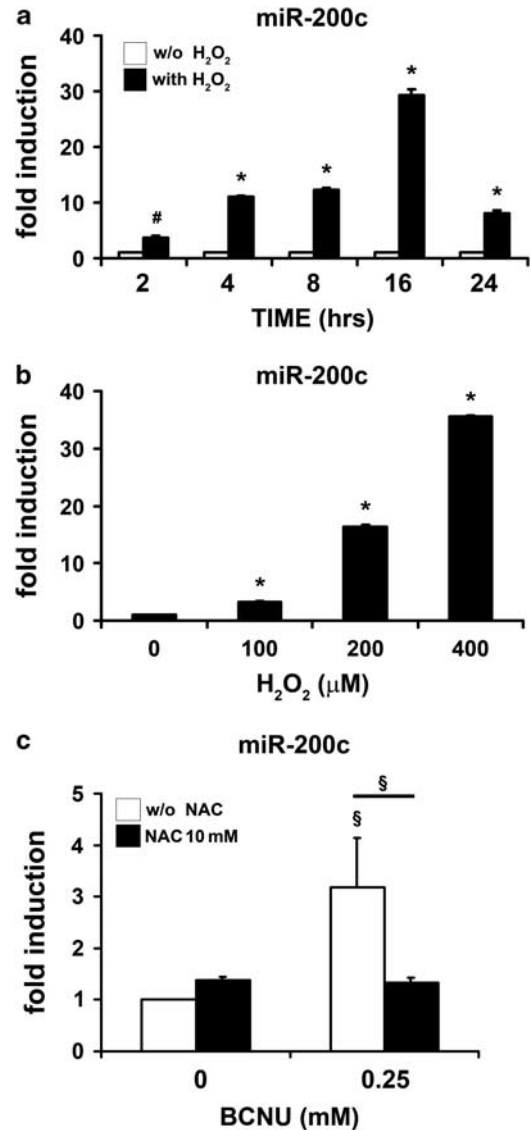 a
miR-200c
w/o H₂O₂
with H₂O₂
fold induction
40
30
20
10
0
#
*
*
*
*
2 4 8 16 24
TIME (hrs)
b
miR-200c
fold induction
40
30
20
10
0
*
*
*
0 100 200 400
H₂O₂ (μM)
c
miR-200c
w/o NAC
NAC 10 mM
fold induction
5
4
3
2
1
0
§
§
0 0.25
BCNU (mM)